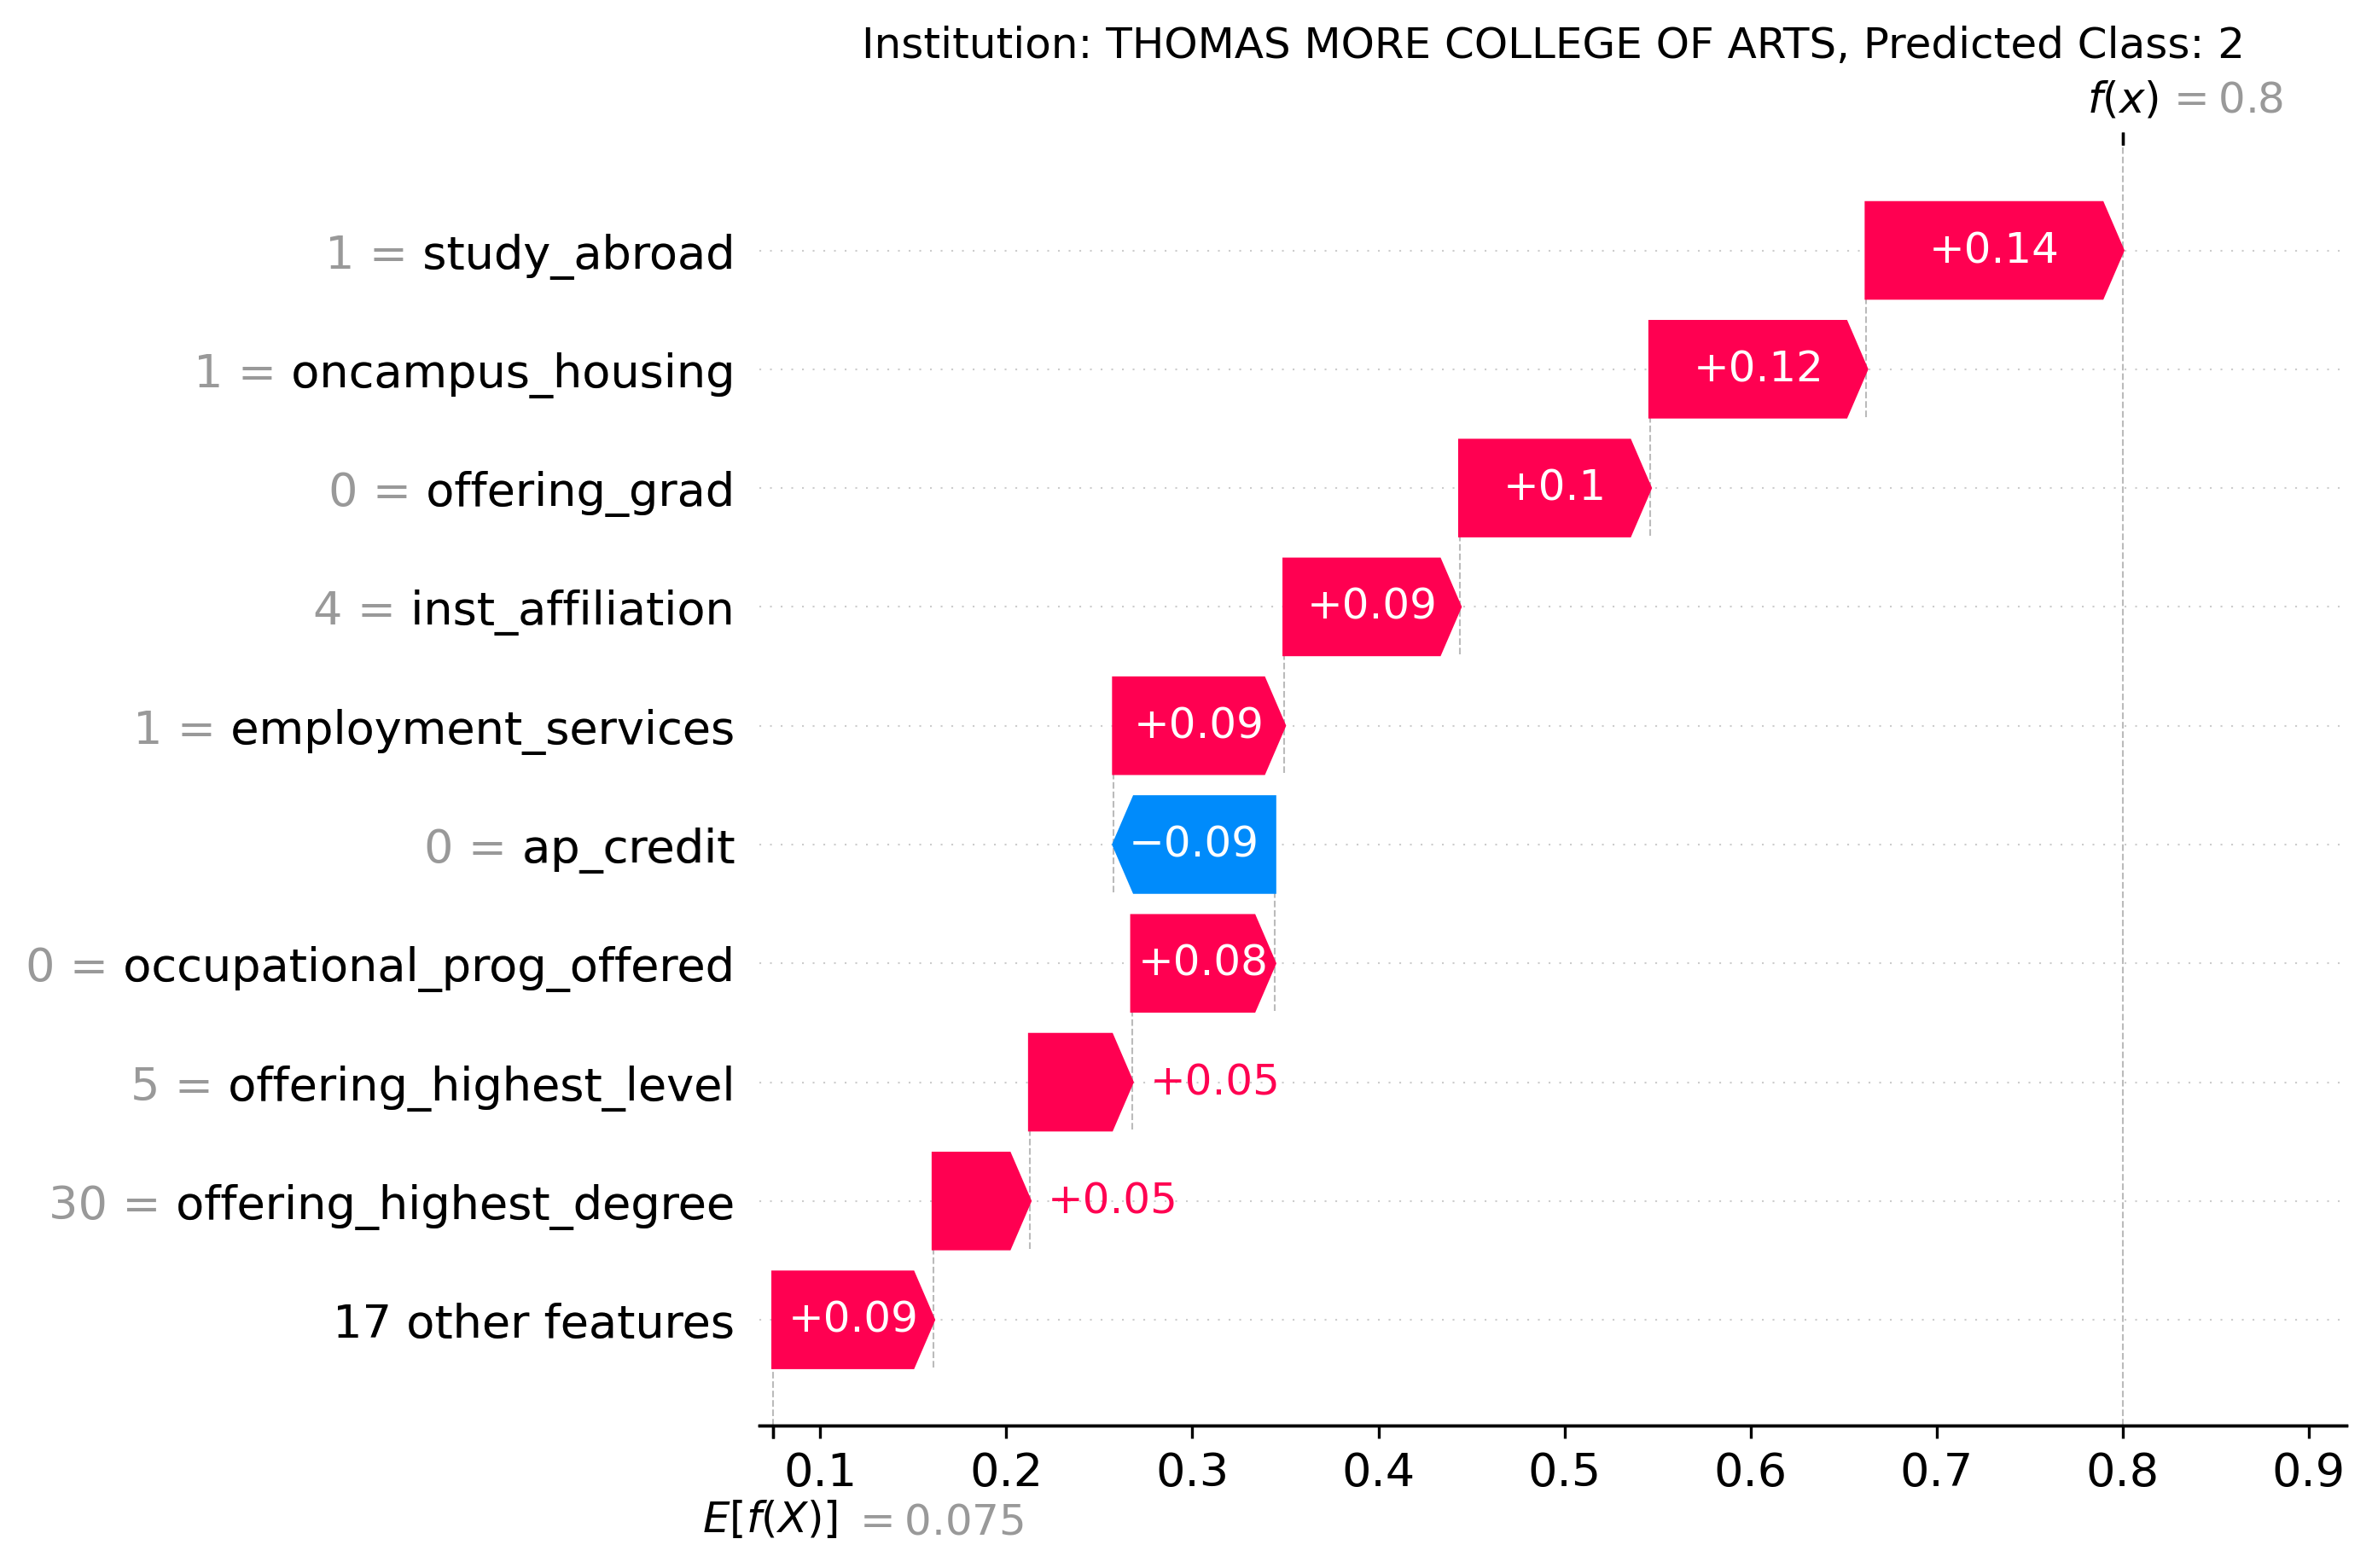 Institution: THOMAS MORE COLLEGE OF ARTS, Predicted Class: 2
f(x) = 0.8
1 = study_abroad +0.14
1 = oncampus_housing +0.12
0 = offering_grad +0.1
4 = inst_affiliation +0.09
1 = employment_services +0.09
0 = ap_credit −0.09
0 = occupational_prog_offered +0.08
5 = offering_highest_level +0.05
30 = offering_highest_degree +0.05
17 other features +0.09
0.1 0.2 0.3 0.4 0.5 0.6 0.7 0.8 0.9
E[f(X)] = 0.075